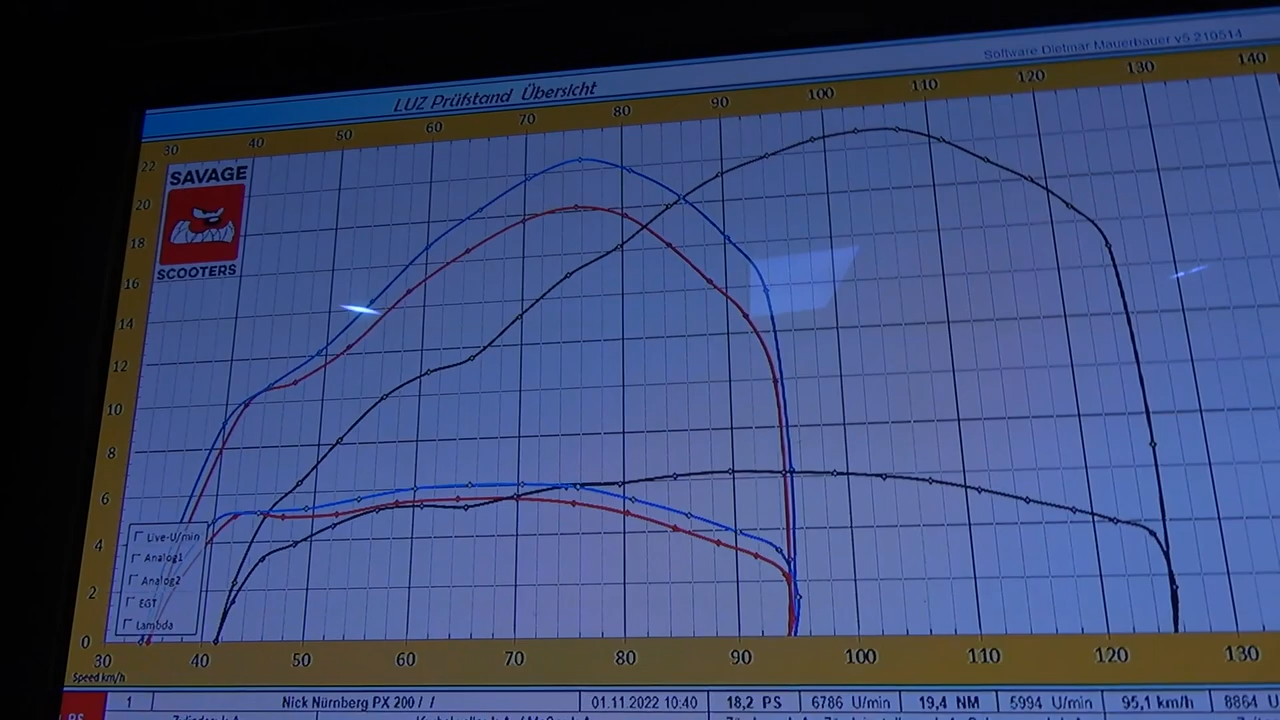 Software Dietmar Mauerbauer v5 210514
LUZ Prüfstand Übersicht
30 40 50 60 70 80 90 100 110 120 130 140
22
SAVAGE
SCOOTERS
20
18
16
14
12
10
8
6
4
2
0
Live-U/min
Analog1
Analog2
EGT
Lambda
30 40 50 60 70 80 90 100 110 120 130
Speed km/h
PS 1 Nick Nürnberg PX 200 / / 01.11.2022 10:40 18,2 PS 6786 U/min 19,4 NM 5994 U/min 95,1 km/h 8864 U/min